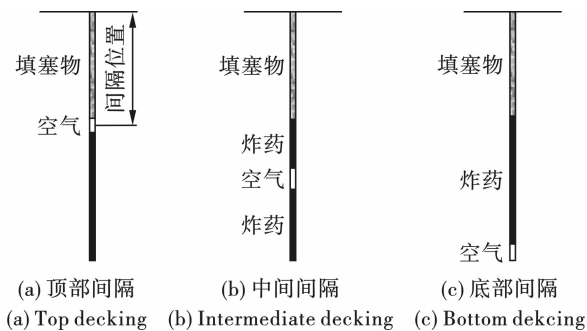 填塞物
间隔位置
空气
填塞物
炸药
空气
炸药
填塞物
炸药
空气
(a) 顶部间隔
(b) 中间间隔
(c) 底部间隔
(a) Top decking
(b) Intermediate decking
(c) Bottom dekcing